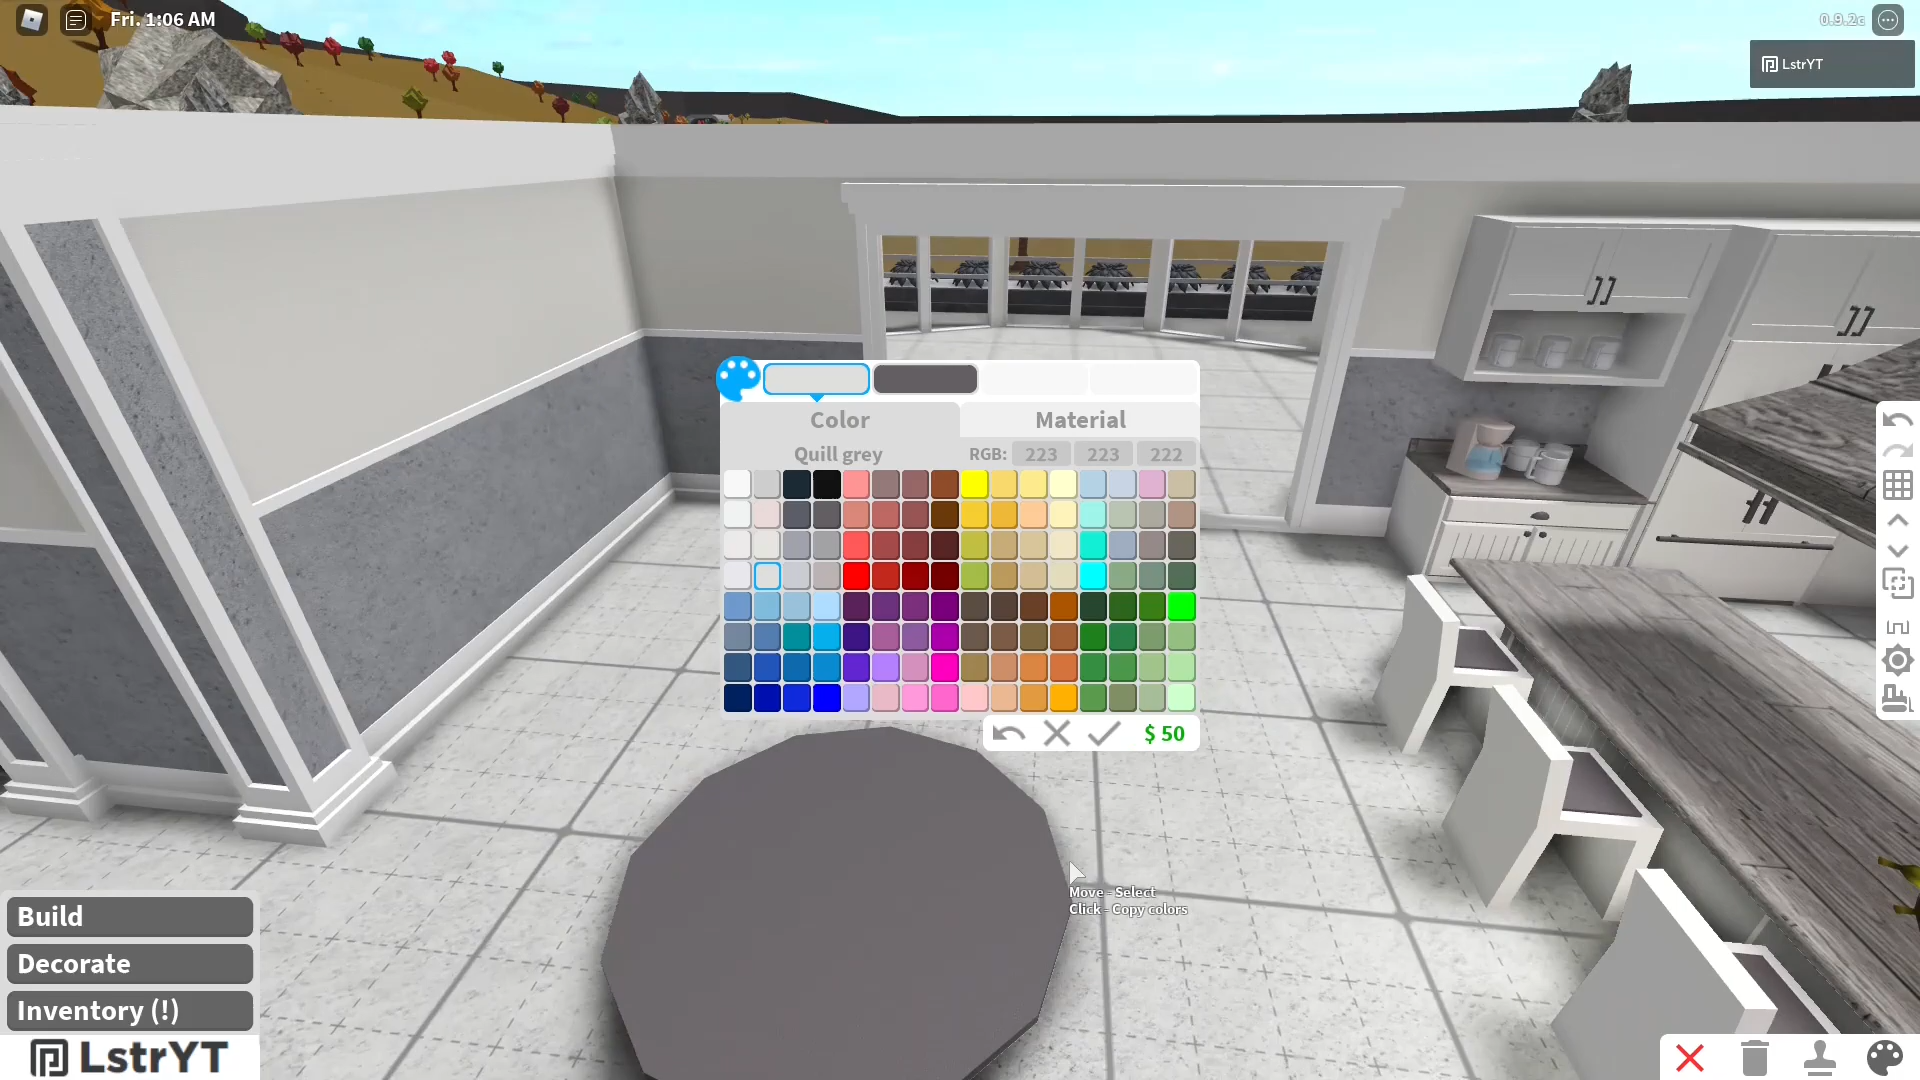 Fri. 1:06 AM
0.9.2c
LstrYT
Color
Material
Quill grey
RGB: 223 223 222
$ 50
Move - Select
Click - Copy colors
Build
Decorate
Inventory (!)
LstrYT